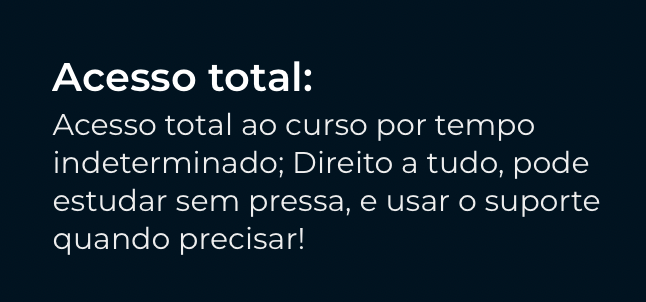 Acesso total:
Acesso total ao curso por tempo
indeterminado; Direito a tudo, pode
estudar sem pressa, e usar o suporte
quando precisar!